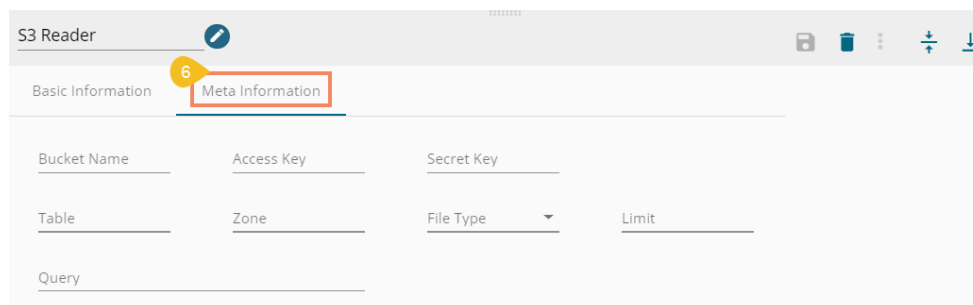 S3 Reader
6
Basic Information Meta Information
Bucket Name Access Key Secret Key
Table Zone File Type Limit
Query